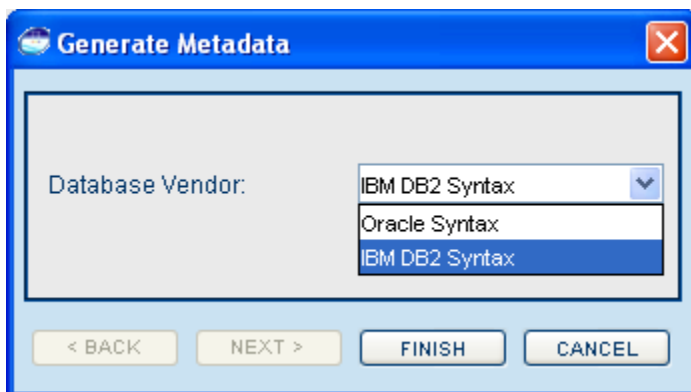 Generate Metadata
Database Vendor: IBM DB2 Syntax
Oracle Syntax
IBM DB2 Syntax
< BACK NEXT > FINISH CANCEL